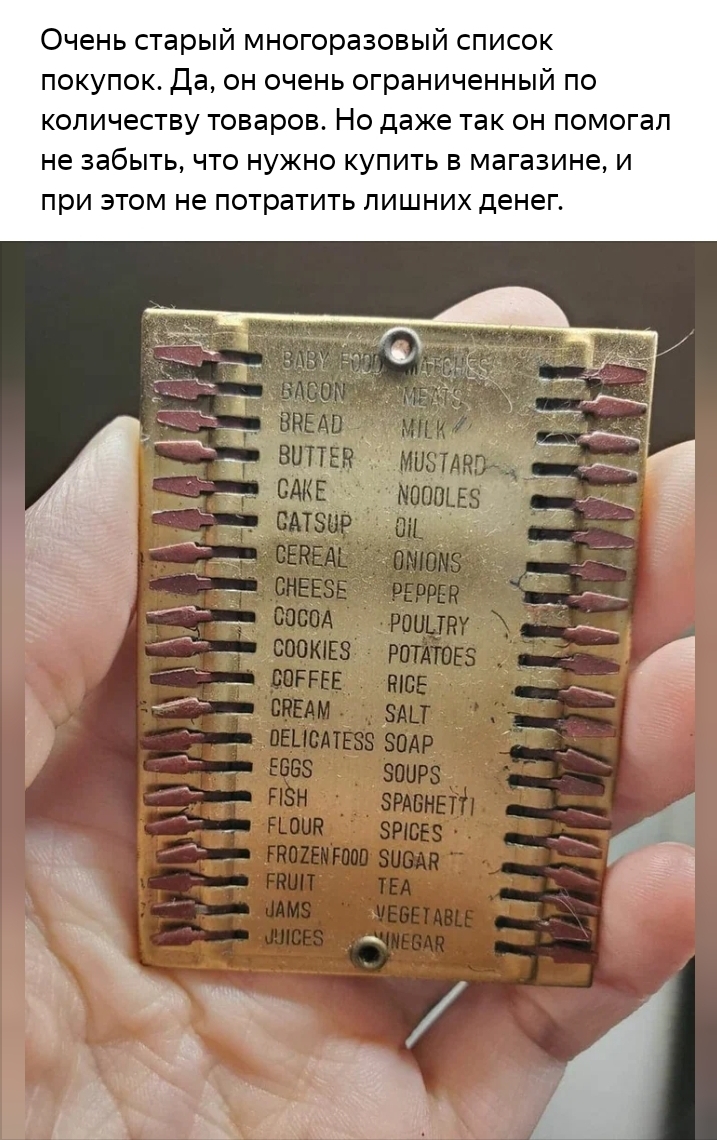 Очень старый многоразовый список
покупок. Да, он очень ограниченный по
количеству товаров. Но даже так он помогал
не забыть, что нужно купить в магазине, и
при этом не потратить лишних денег.
BABY FOOD MATCHES
BACON MEATS
BREAD MILK
BUTTER MUSTARD
CAKE NOODLES
CATSUP OIL
CEREAL ONIONS
CHEESE PEPPER
COCOA POULTRY
COOKIES POTATOES
COFFEE RICE
CREAM SALT
DELICATESS SOAP
EGGS SOUPS
FISH SPAGHETTI
FLOUR SPICES
FROZEN FOOD SUGAR
FRUIT TEA
JAMS VEGETABLE
JUICES VINEGAR